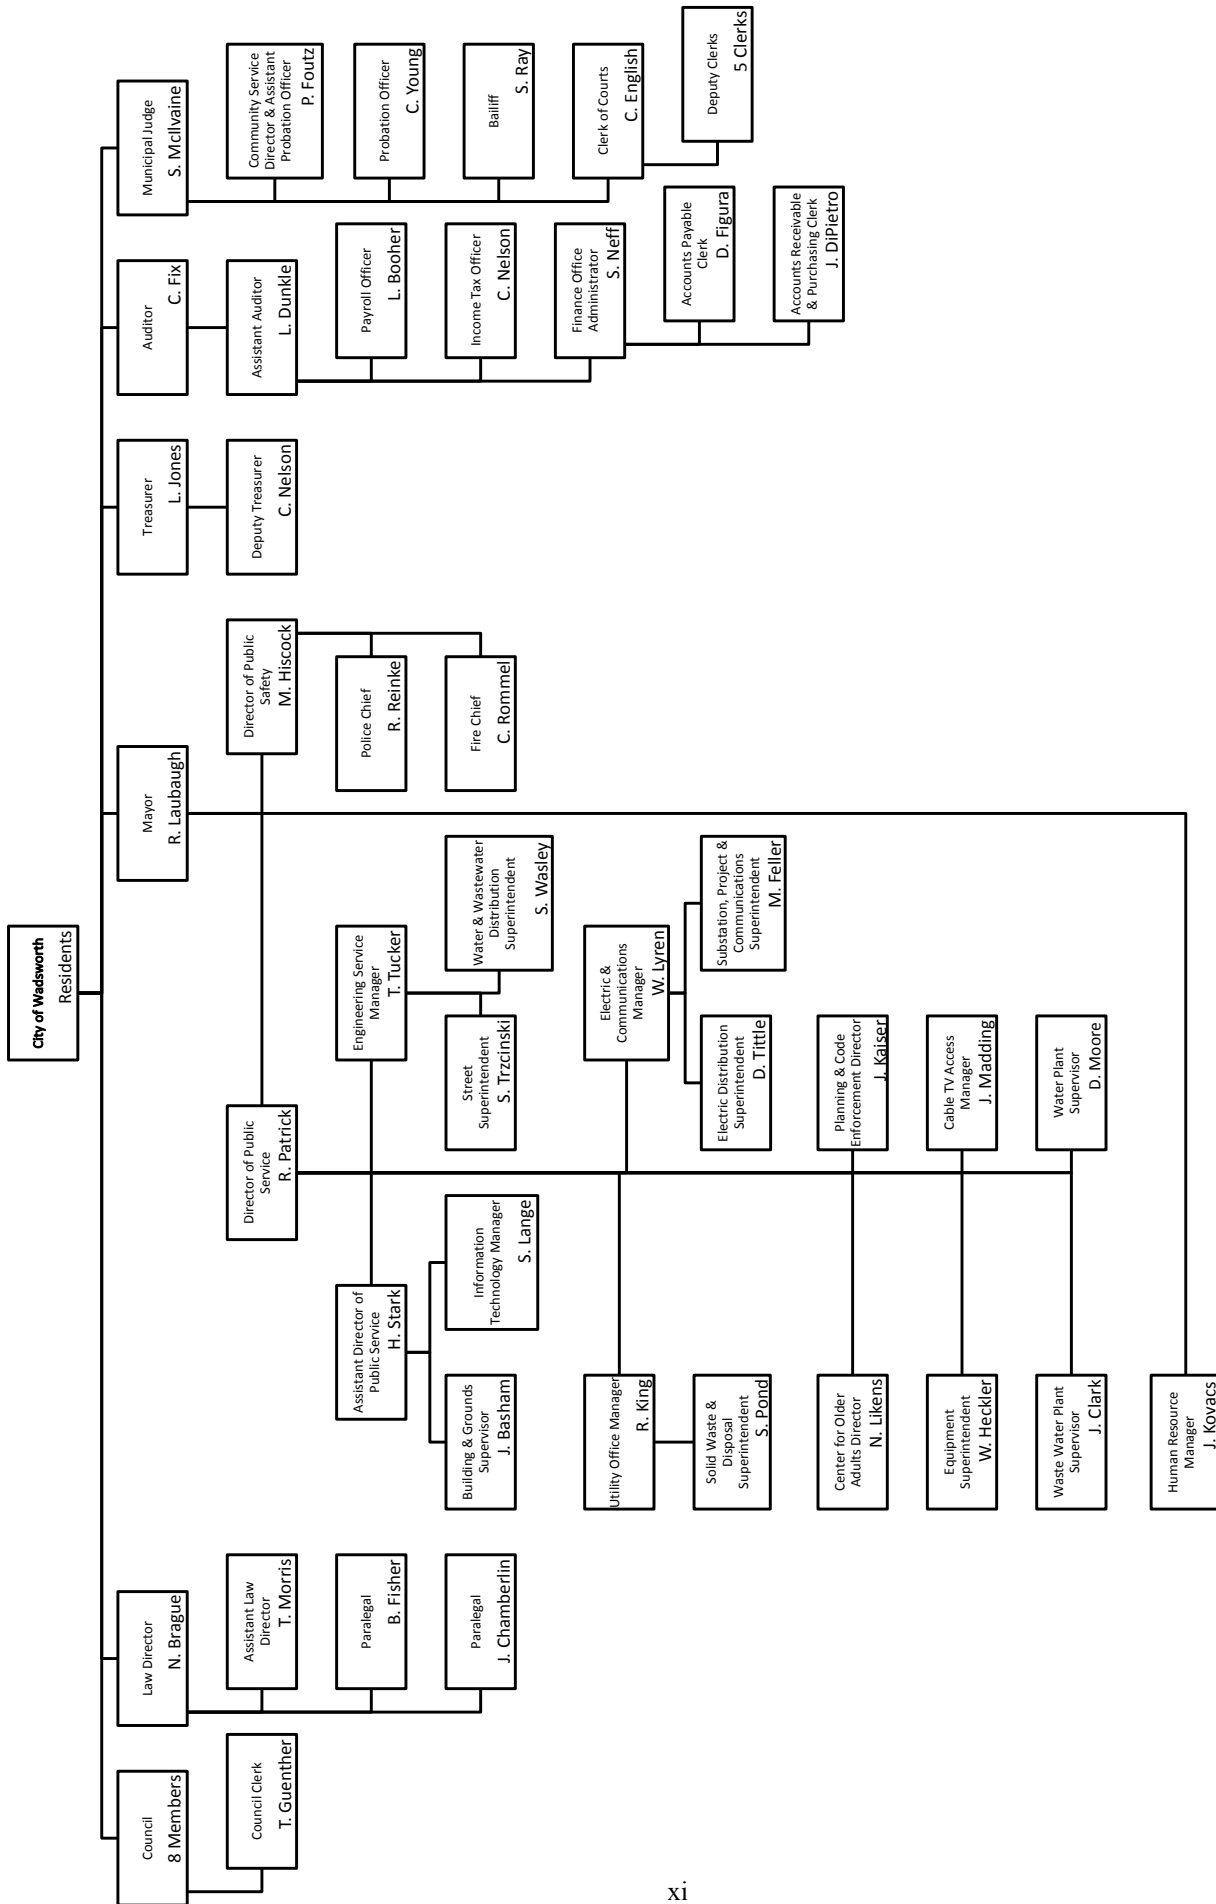 City of Wadsworth
Residents
Council
8 Members
Council Clerk
T. Guenther
Law Director
N. Brague
Assistant Law
Director
T. Morris
Paralegal
B. Fisher
Paralegal
J. Chamberlin
Mayor
R. Laubaugh
Director of Public
Service
R. Patrick
Assistant Director of
Public Service
H. Stark
Building & Grounds
Supervisor
J. Basham
Information
Technology Manager
S. Lange
Engineering Service
Manager
T. Tucker
Street
Superintendent
S. Trzcinski
Water & Wastewater
Distribution
Superintendent
S. Wasley
Utility Office Manager
R. King
Solid Waste &
Disposal
Superintendent
S. Pond
Electric &
Communications
Manager
W. Lyren
Electric Distribution
Superintendent
D. Tittle
Substation, Project &
Communications
Superintendent
M. Feller
Center for Older
Adults Director
N. Likens
Planning & Code
Enforcement Director
J. Kaiser
Equipment
Superintendent
W. Heckler
Cable TV Access
Manager
J. Madding
Waste Water Plant
Supervisor
J. Clark
Water Plant
Supervisor
D. Moore
Human Resource
Manager
J. Kovacs
Director of Public
Safety
M. Hiscock
Police Chief
R. Reinke
Fire Chief
C. Rommel
Treasurer
L. Jones
Deputy Treasurer
C. Nelson
Auditor
C. Fix
Assistant Auditor
L. Dunkle
Payroll Officer
L. Booher
Income Tax Officer
C. Nelson
Finance Office
Administrator
S. Neff
Accounts Payable
Clerk
D. Figura
Accounts Receivable
& Purchasing Clerk
J. DiPietro
Municipal Judge
S. McIlvaine
Community Service
Director & Assistant
Probation Officer
P. Foutz
Probation Officer
C. Young
Bailiff
S. Ray
Clerk of Courts
C. English
Deputy Clerks
5 Clerks
xi